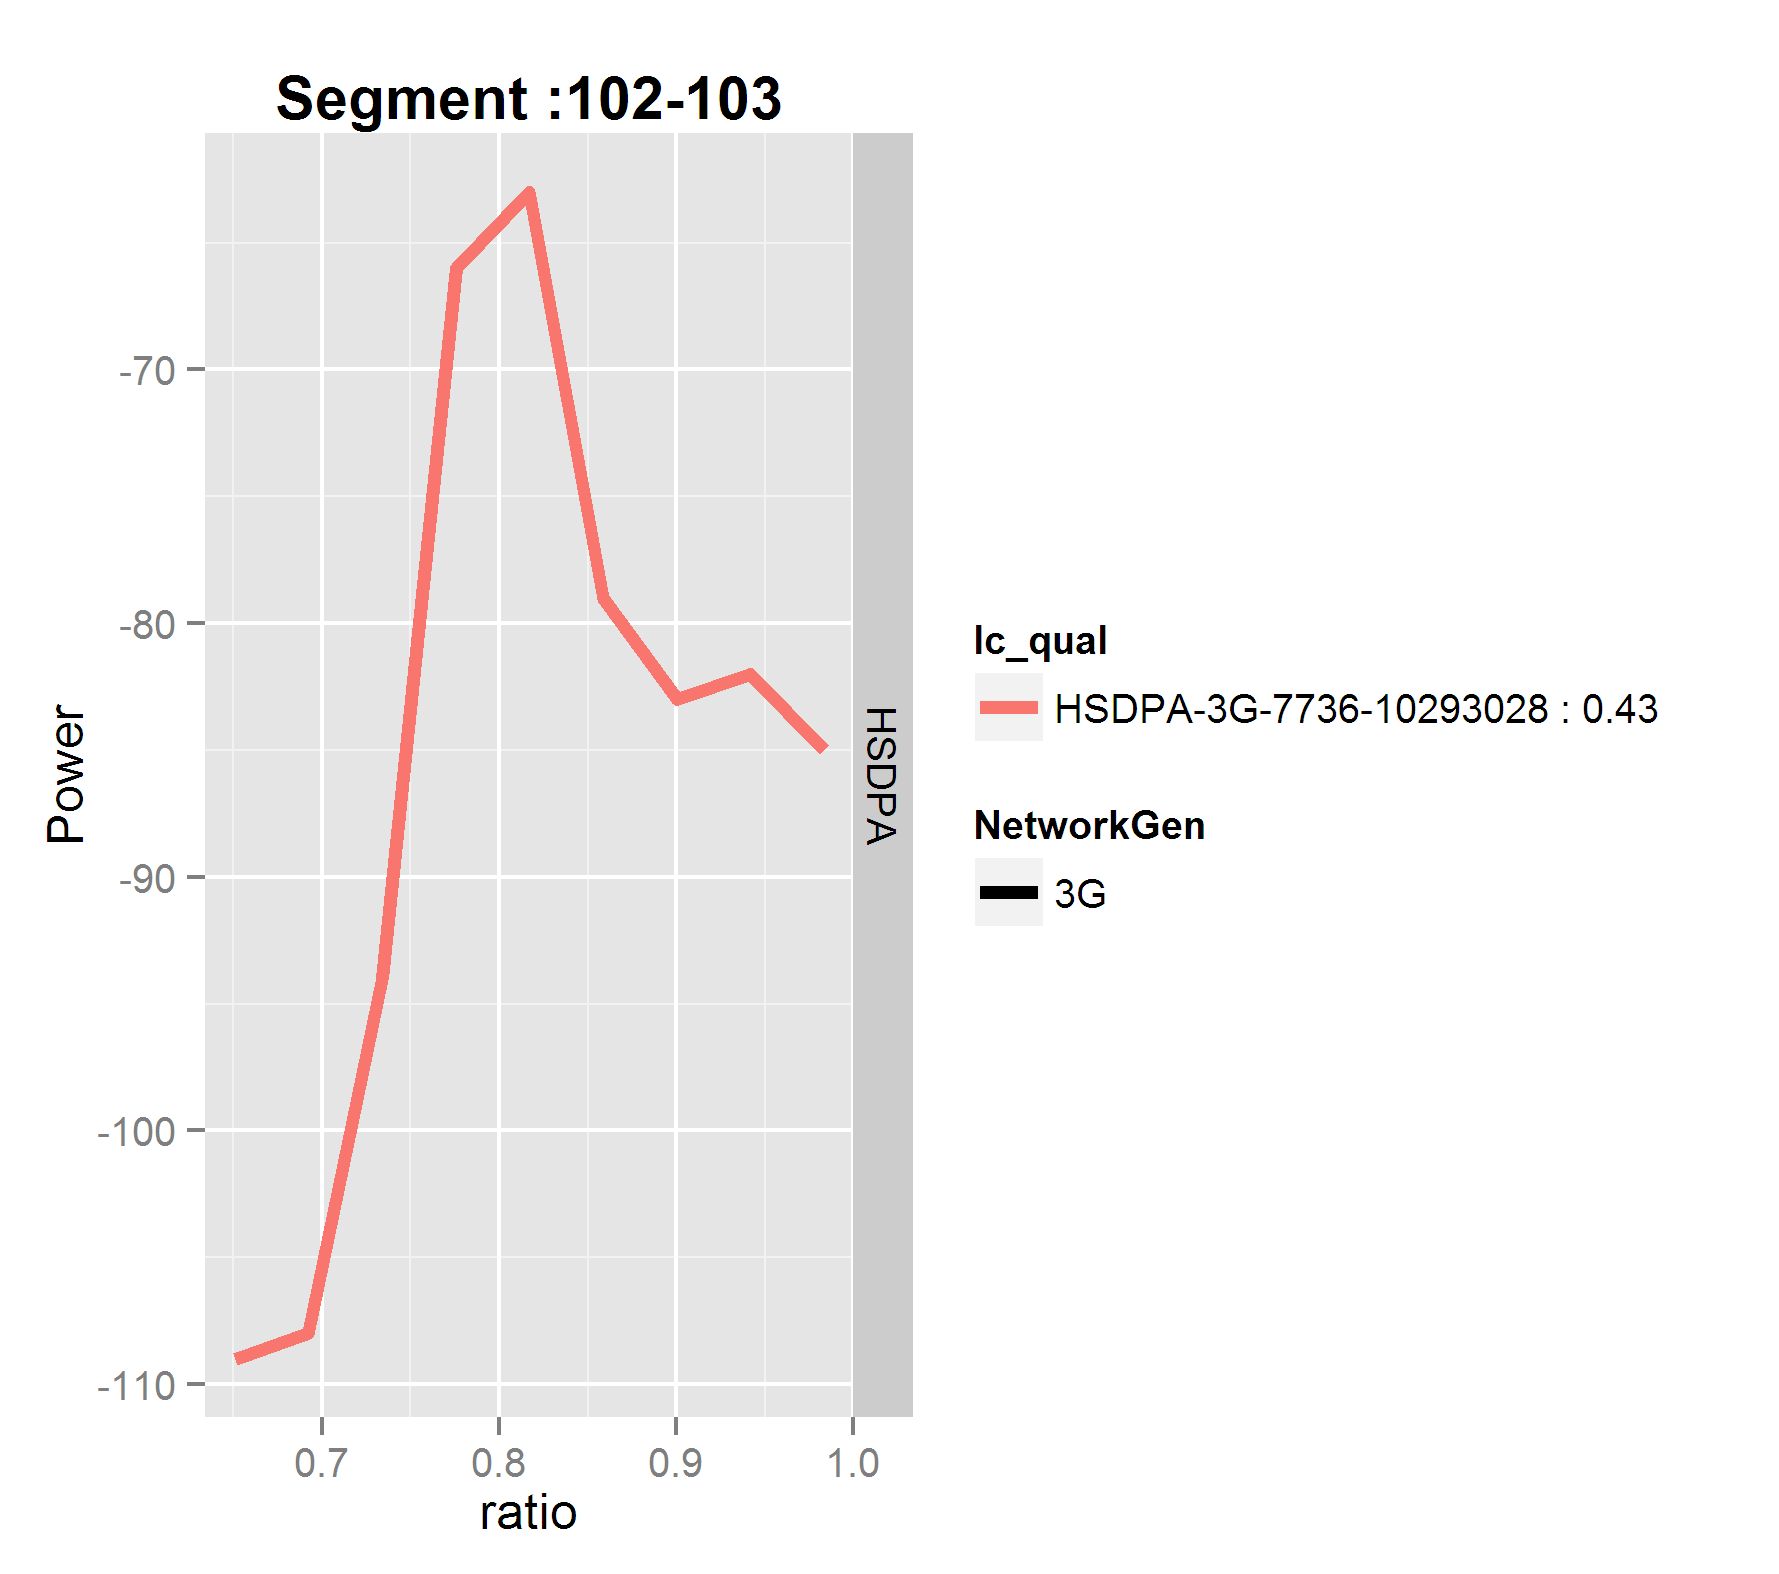 Segment :102-103
Power
-70
-80
-90
-100
-110
0.7 0.8 0.9 1.0
ratio
HSDPA
lc_qual
HSDPA-3G-7736-10293028 : 0.43
NetworkGen
3G